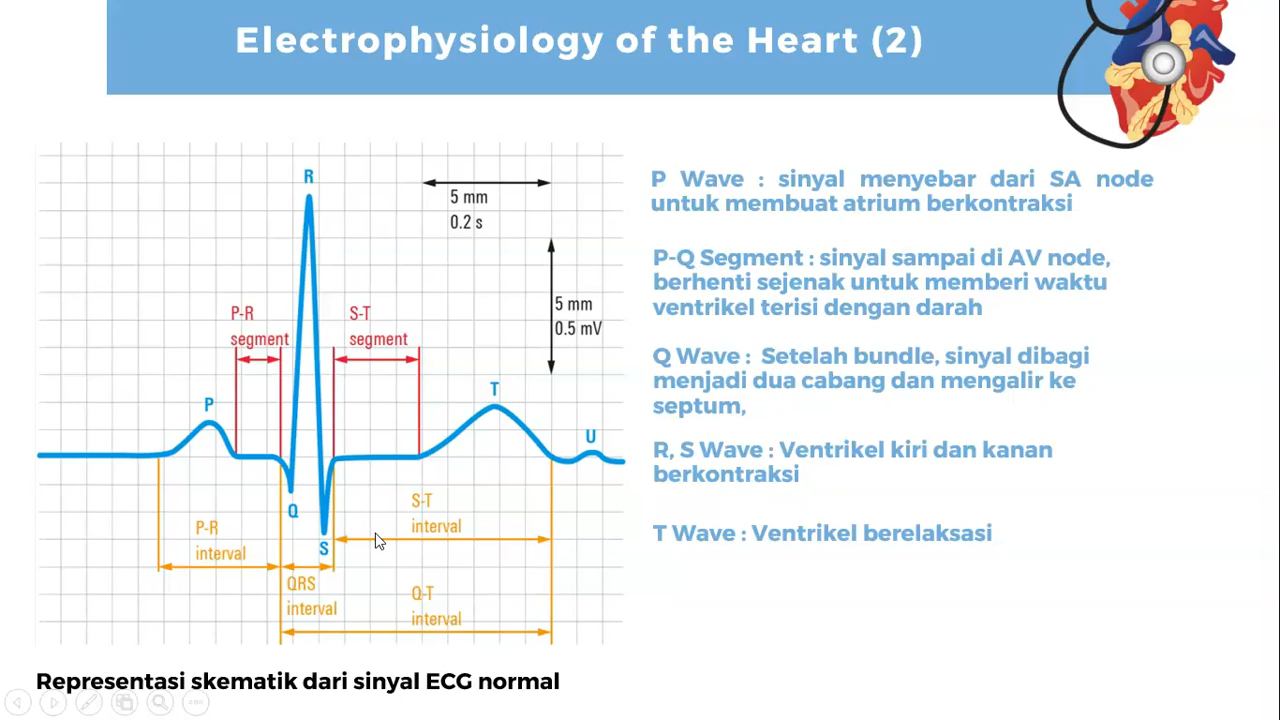 Electrophysiology of the Heart (2)
R
5 mm
0.2 s
5 mm
0.5 mV
P-R
segment
S-T
segment
P
T
U
Q
S
S-T
interval
P-R
interval
QRS
interval
Q-T
interval
P Wave : sinyal menyebar dari SA node
untuk membuat atrium berkontraksi
P-Q Segment : sinyal sampai di AV node,
berhenti sejenak untuk memberi waktu
ventrikel terisi dengan darah
Q Wave : Setelah bundle, sinyal dibagi
menjadi dua cabang dan mengalir ke
septum,
R, S Wave : Ventrikel kiri dan kanan
berkontraksi
T Wave : Ventrikel berelaksasi
Representasi skematik dari sinyal ECG normal